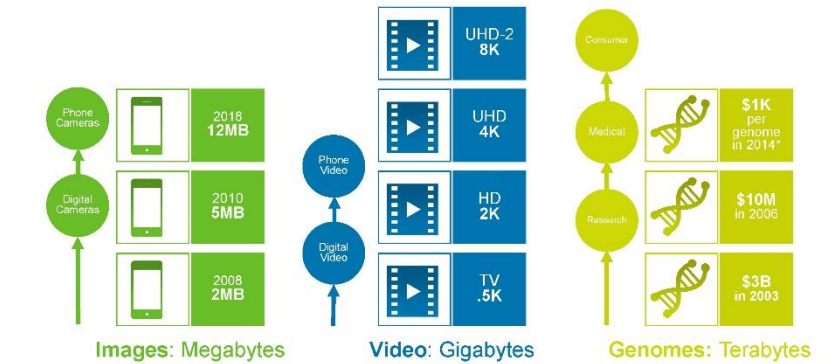 Phone
Cameras
Digital
Cameras
2018
12MB
2010
5MB
2008
2MB
Images: Megabytes
Phone
Video
Digital
Video
UHD-2
8K
UHD
4K
HD
2K
TV
.5K
Video: Gigabytes
Consumer
Medical
Research
$1K
per
genome
in 2014*
$10M
in 2006
$3B
in 2003
Genomes: Terabytes